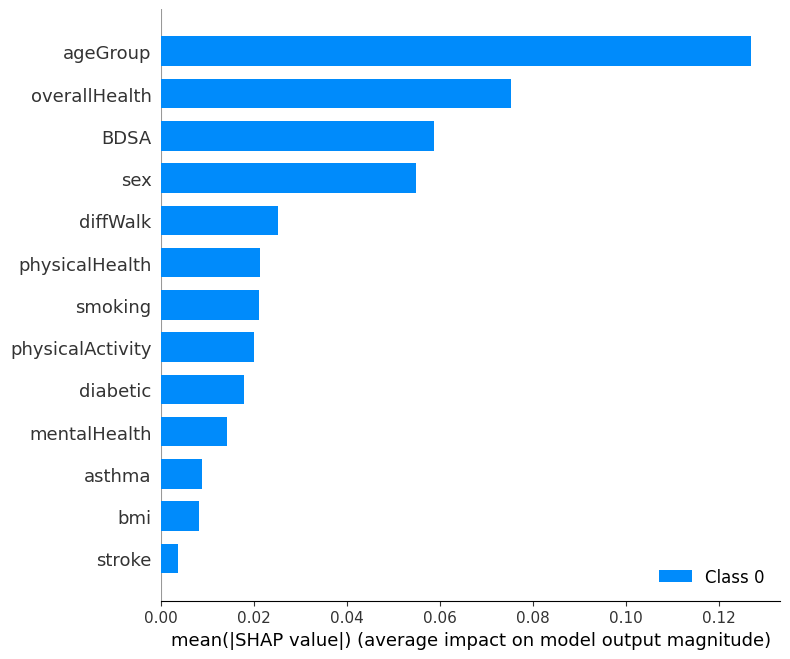 ageGroup
overallHealth
BDSA
sex
diffWalk
physicalHealth
smoking
physicalActivity
diabetic
mentalHealth
asthma
bmi
stroke
Class 0
0.00 0.02 0.04 0.06 0.08 0.10 0.12
mean(|SHAP value|) (average impact on model output magnitude)